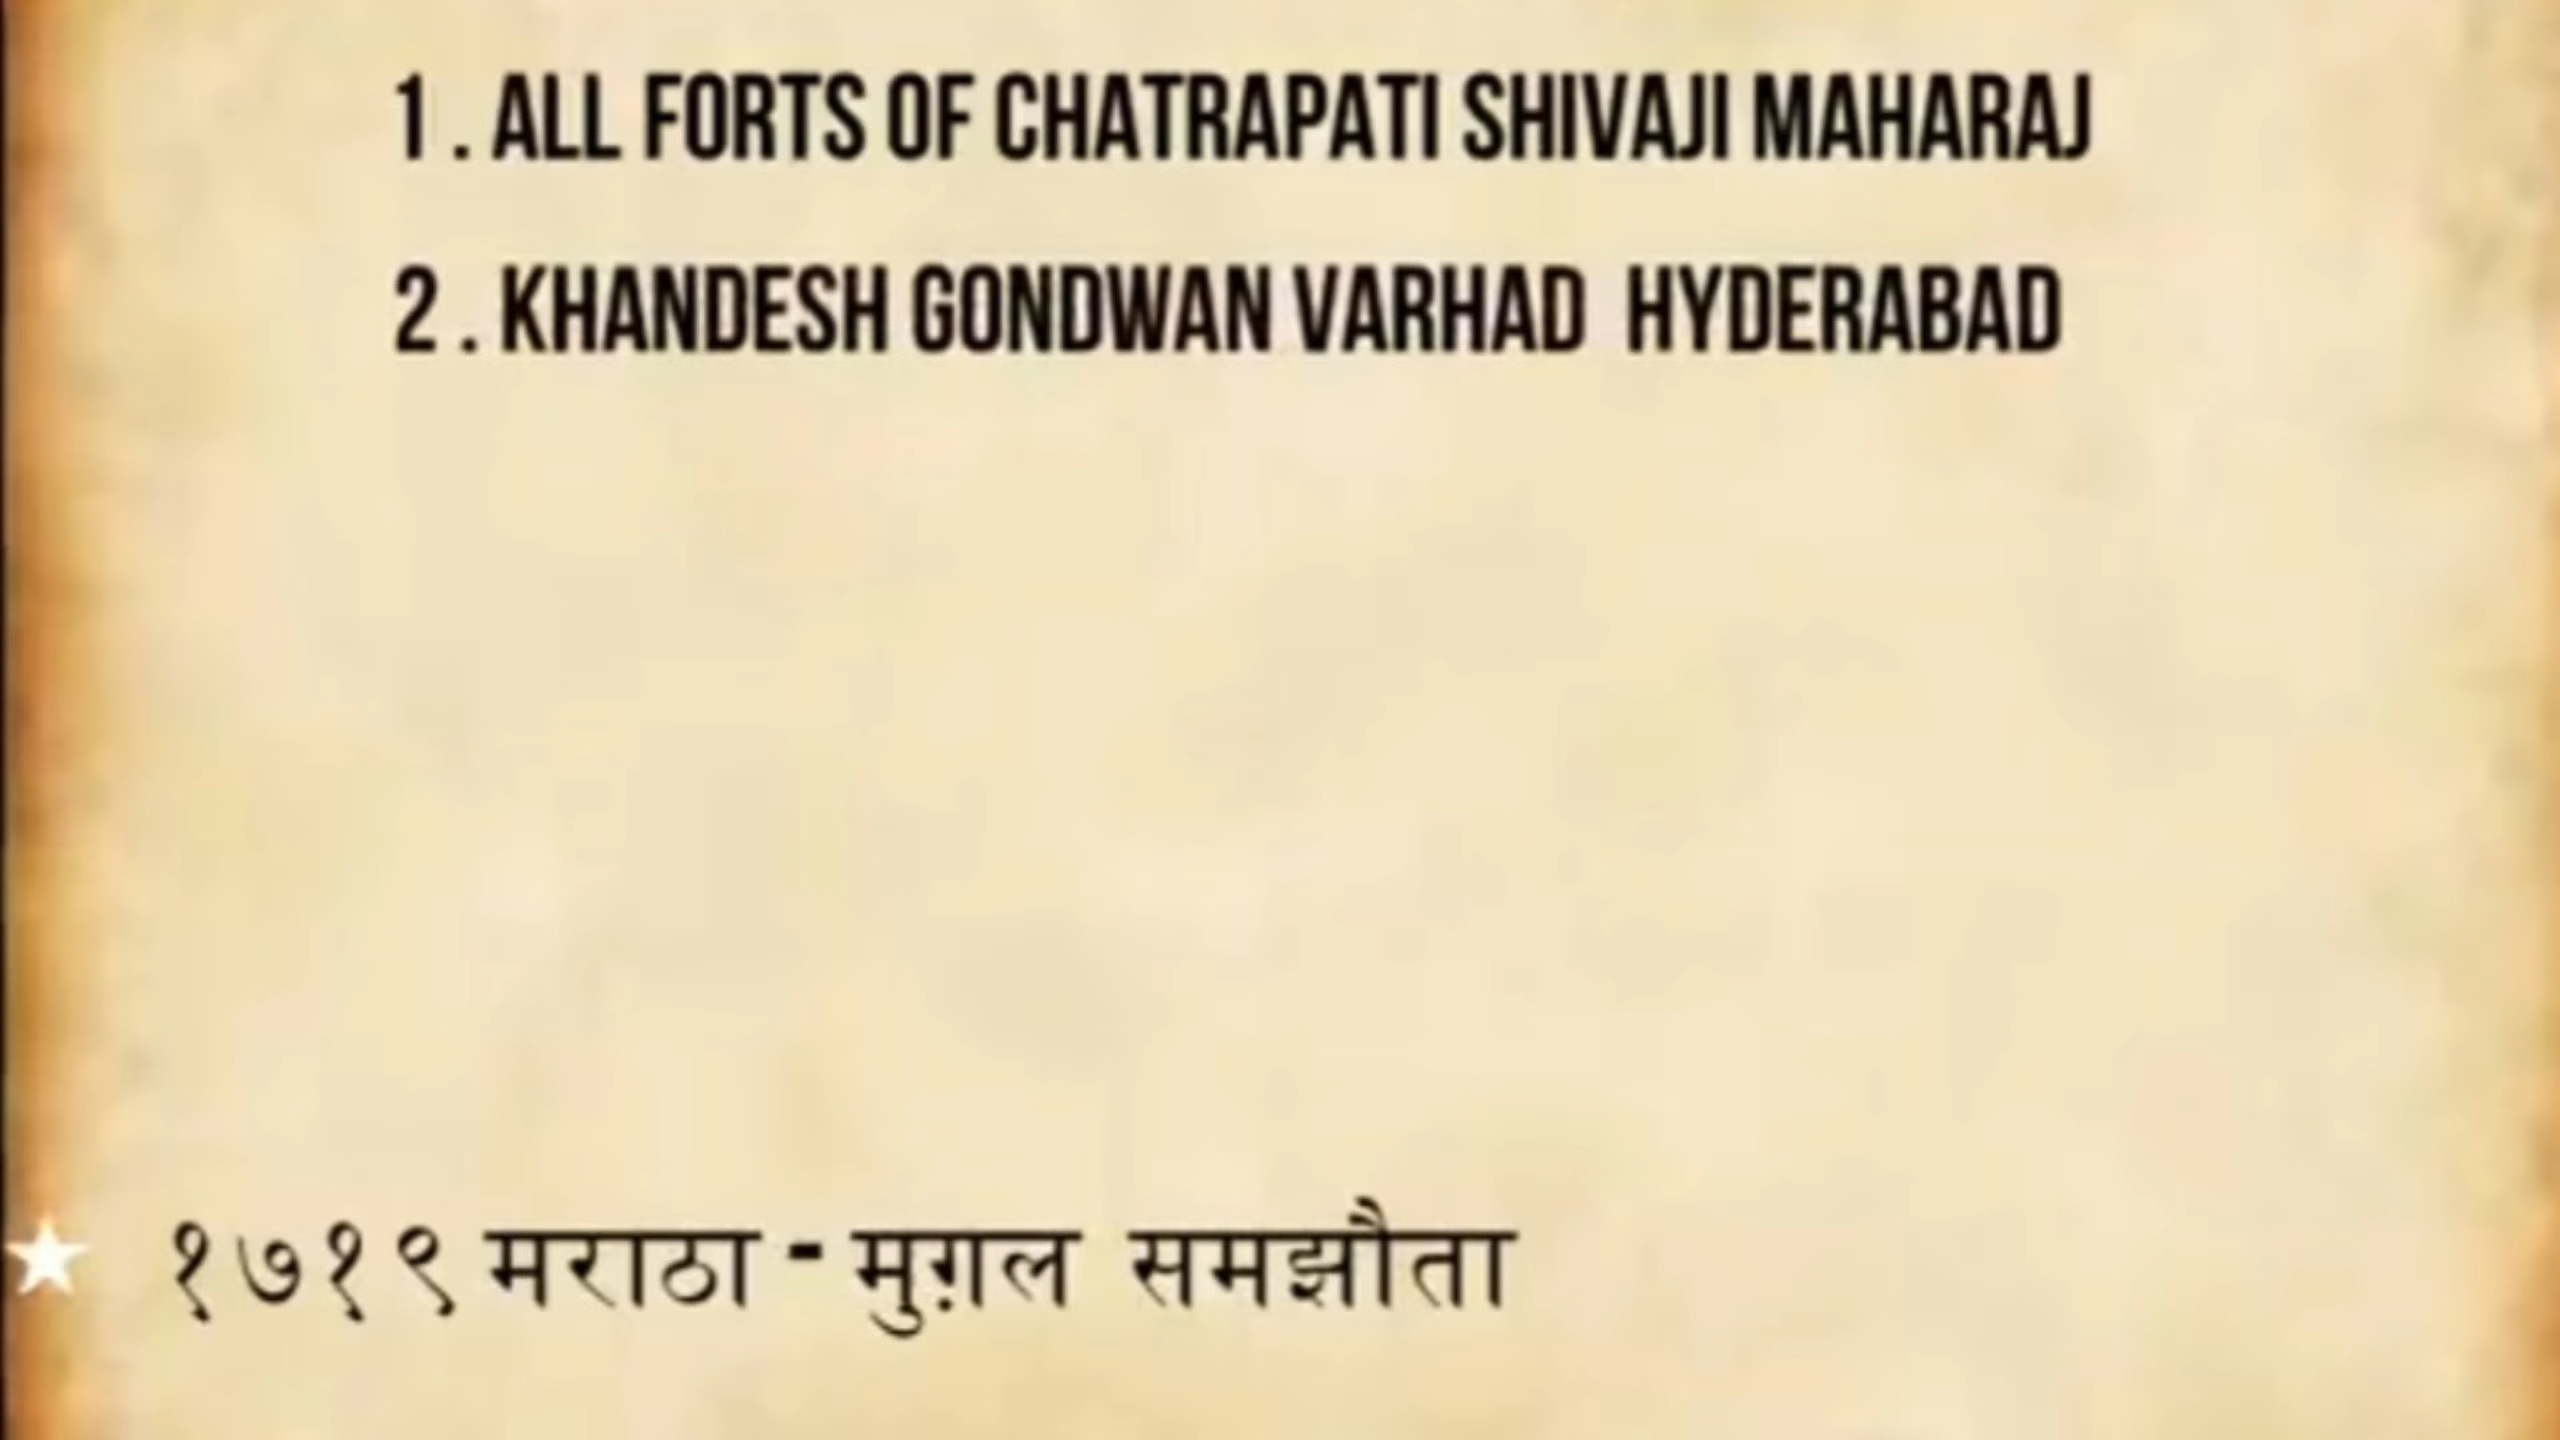 1 . ALL FORTS OF CHATRAPATI SHIVAJI MAHARAJ
2 . KHANDESH GONDWAN VARHAD HYDERABAD
१७१९ मराठा - मुग़ल समझौता